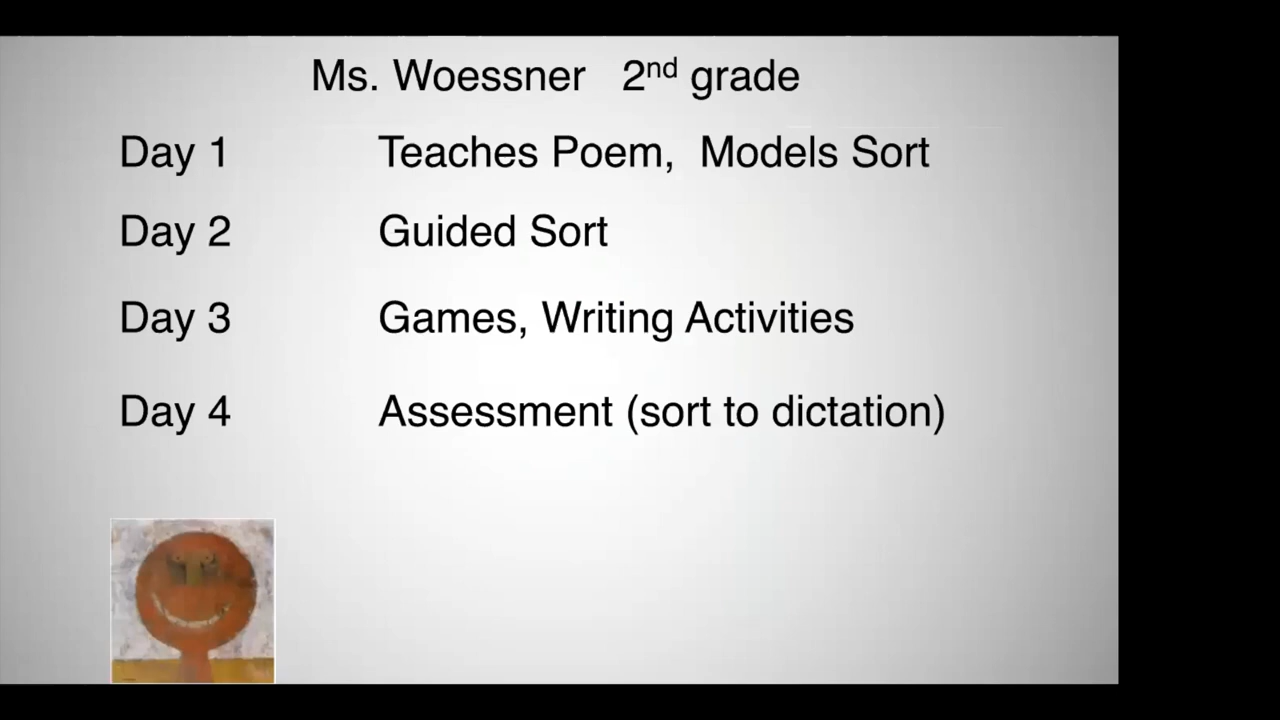 Ms. Woessner 2nd grade
Day 1 Teaches Poem, Models Sort
Day 2 Guided Sort
Day 3 Games, Writing Activities
Day 4 Assessment (sort to dictation)